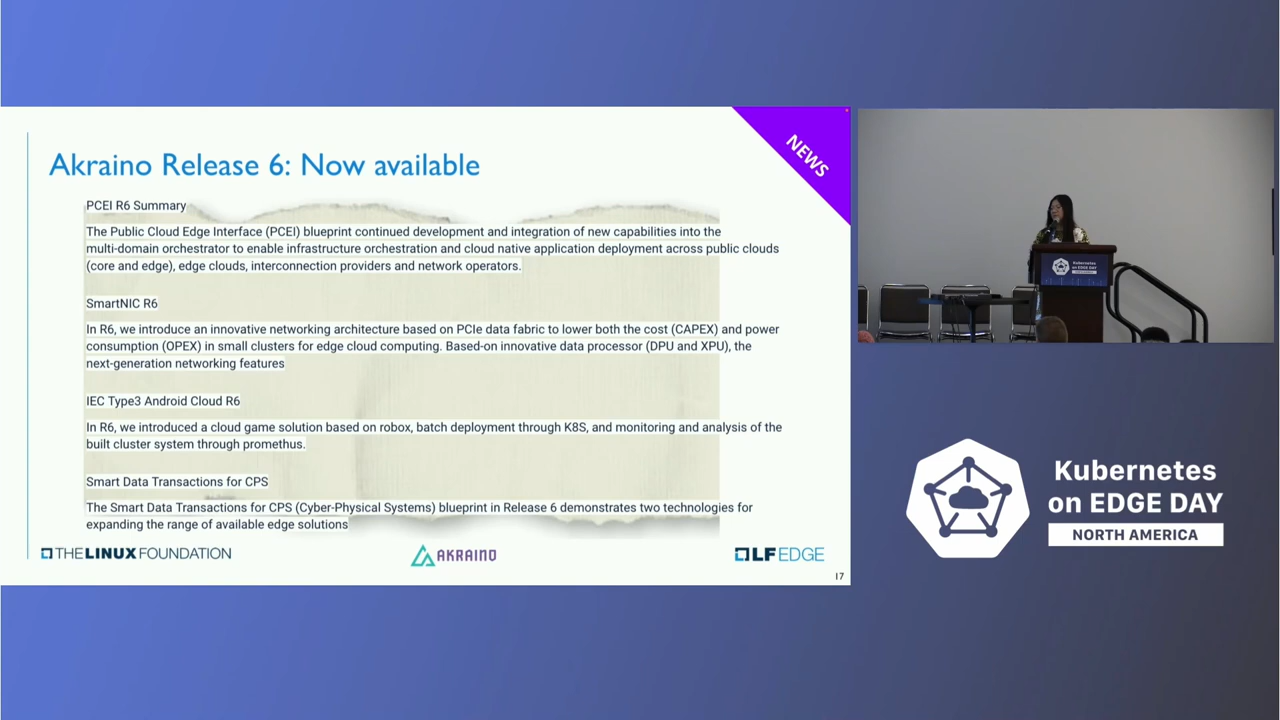 Akraino Release 6: Now available
NEWS
PCEI R6 Summary
The Public Cloud Edge Interface (PCEI) blueprint continued development and integration of new capabilities into the
multi-domain orchestrator to enable infrastructure orchestration and cloud native application deployment across public clouds
(core and edge), edge clouds, interconnection providers and network operators.
SmartNIC R6
In R6, we introduce an innovative networking architecture based on PCIe data fabric to lower both the cost (CAPEX) and power
consumption (OPEX) in small clusters for edge cloud computing. Based-on innovative data processor (DPU and XPU), the
next-generation networking features
IEC Type3 Android Cloud R6
In R6, we introduced a cloud game solution based on robox, batch deployment through K8S, and monitoring and analysis of the
built cluster system through promethus.
Smart Data Transactions for CPS
The Smart Data Transactions for CPS (Cyber-Physical Systems) blueprint in Release 6 demonstrates two technologies for
expanding the range of available edge solutions
THE LINUX FOUNDATION
AKRAINO
LF EDGE
17
Kubernetes
on EDGE DAY
Kubernetes
on EDGE DAY
NORTH AMERICA